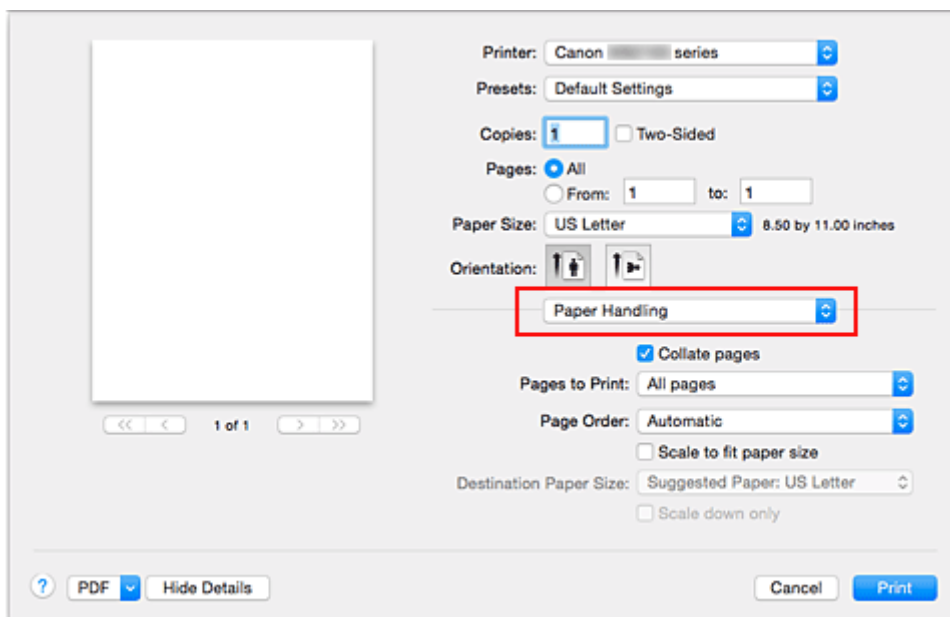 Printer: Canon series
Presets: Default Settings
Copies: 1 Two-Sided
Pages: All
From: 1 to: 1
Paper Size: US Letter 8.50 by 11.00 inches
Orientation:
Paper Handling
Collate pages
Pages to Print: All pages
1 of 1
Page Order: Automatic
Scale to fit paper size
Destination Paper Size: Suggested Paper: US Letter
Scale down only
? PDF Hide Details Cancel Print